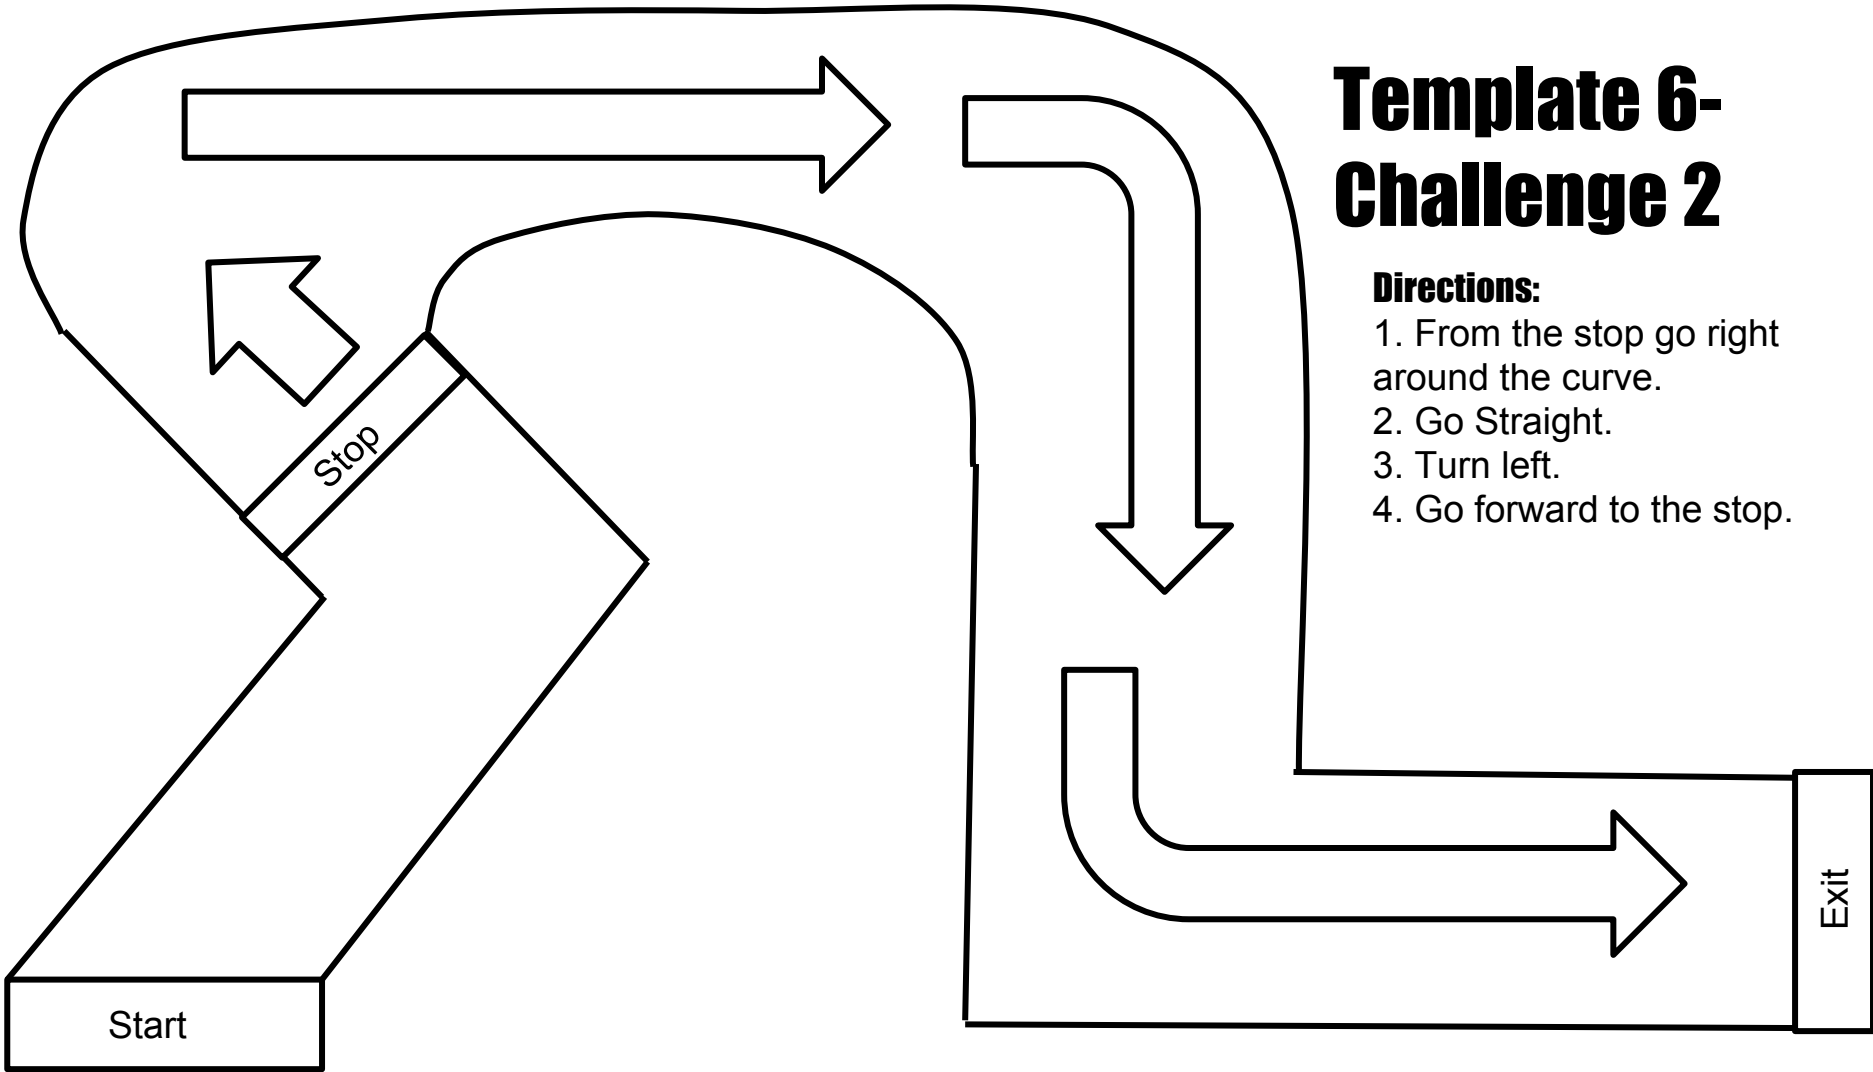 Template 6-
Challenge 2
Directions:
1. From the stop go right
around the curve.
2. Go Straight.
3. Turn left.
4. Go forward to the stop.
Stop
Exit
Start